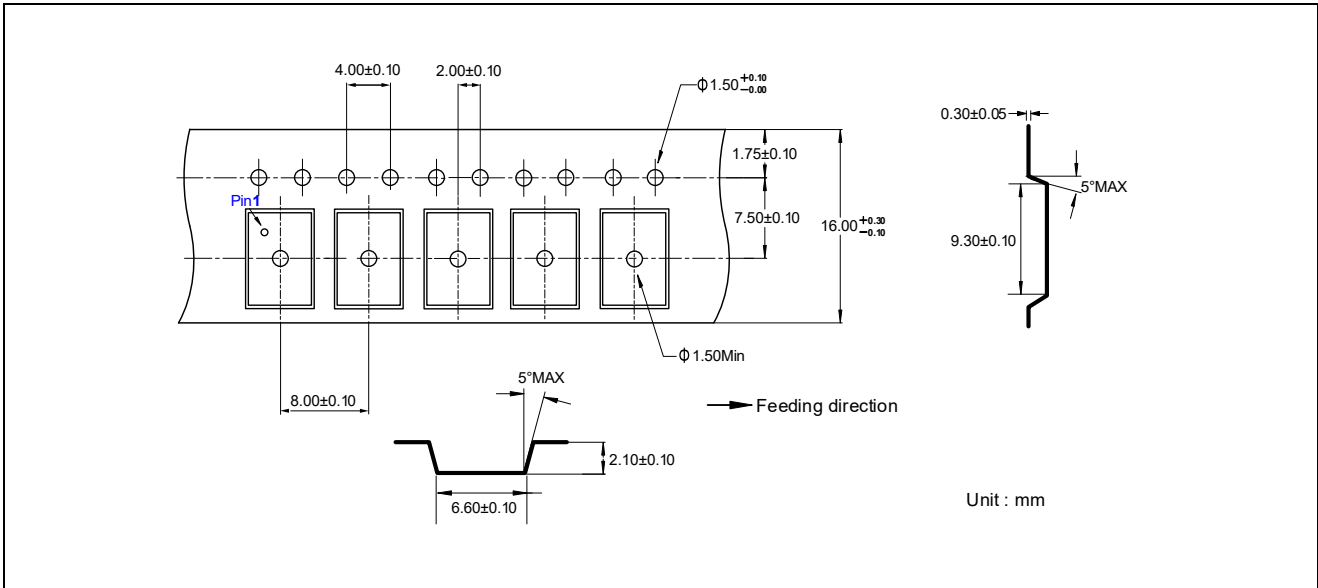 4.00±0.10
2.00±0.10
Φ1.50 +0.10 −0.00
0.30±0.05
1.75±0.10
5°MAX
Pin1
7.50±0.10
16.00 +0.30 −0.10
9.30±0.10
Φ1.50Min
5°MAX
8.00±0.10
Feeding direction
2.10±0.10
6.60±0.10
Unit : mm